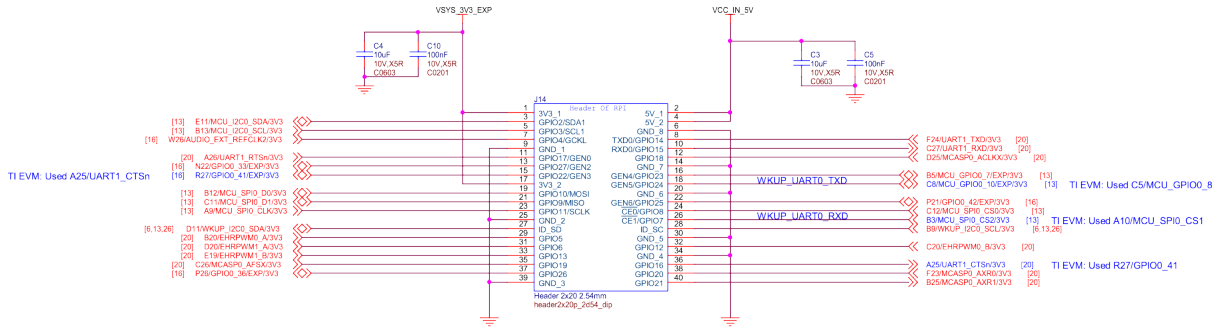 VSYS_3V3_EXP
VCC_IN_5V
C4
10uF
10V,X5R
C0603
C10
100nF
10V,X5R
C0201
C3
10uF
10V,X5R
C0603
C5
100nF
10V,X5R
C0201
J14
Header Of RPI
1 3V3_1 5V_1 2
[13] E11/MCU_I2C0_SDA/3V3 3 GPIO2/SDA1 5V_2 4
[13] B13/MCU_I2C0_SCL/3V3 5 GPIO3/SCL1 GND_8 6
[16] W26/AUDIO_EXT_REFCLK2/3V3 7 GPIO4/GCKL TXD0/GPIO14 8 F24/UART1_TXD/3V3 [20]
9 GND_1 RXD0/GPIO15 10 C27/UART1_RXD/3V3 [20]
[20] A26/UART1_RTSn/3V3 11 GPIO17/GEN0 GPIO18 12 D25/MCASP0_ACLKX/3V3 [20]
[16] N22/GPIO0_33/EXP/3V3 13 GPIO27/GEN2 GND_7 14
TI EVM: Used A25/UART1_CTSn [16] R27/GPIO0_41/EXP/3V3 15 GPIO22/GEN3 GPIO4/GPIO23 16 B5/MCU_GPIO0_7/EXP/3V3 [16]
17 3V3_2 GEN5/GPIO24 18 WKUP_UART0_TXD C8/MCU_GPIO0_10/EXP/3V3 [13] TI EVM: Used C5/MCU_GPIO0_8
[13] B12/MCU_SPI0_D0/3V3 19 GPIO10/MOSI GND_6 20
[13] C11/MCU_SPI0_D1/3V3 21 GPIO9/MISO GEN6/GPIO25 22 P21/GPIO0_42/EXP/3V3 [16]
[13] A9/MCU_SPI0_CLK/3V3 23 GPIO11/SCLK CE0/GPIO8 24 C12/MCU_SPI0_CS0/3V3 [13]
25 GND_2 CE1/GPIO7 26 WKUP_UART0_RXD B3/MCU_SPI0_CS2/3V3 [13] TI EVM: Used A10/MCU_SPI0_CS1
[6,13,26] D11/WKUP_I2C0_SDA/3V3 27 ID_SD ID_SC 28 B9/WKUP_I2C0_SCL/3V3 [6,13,26]
[20] B20/EHRPWM0_A/3V3 29 GPIO5 GND_5 30
[20] D20/EHRPWM1_A/3V3 31 GPIO6 GPIO12 32 C20/EHRPWM0_B/3V3 [20]
[20] E19/EHRPWM1_B/3V3 33 GPIO13 GND_4 34
[20] C26/MCASP0_AFSX/3V3 35 GPIO19 GPIO16 36 A25/UART1_CTSn/3V3 [20] TI EVM: Used R27/GPIO0_41
[16] P26/GPIO0_36/EXP/3V3 37 GPIO26 GPIO20 38 F23/MCASP0_AXR0/3V3 [20]
39 GND_3 GPIO21 40 B25/MCASP0_AXR1/3V3 [20]
Header 2x20 2.54mm
header2x20p_2d54_dip